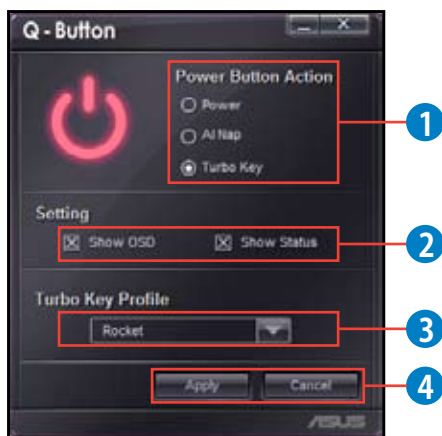 Q - Button
Power Button Action
Power
AI Nap
Turbo Key
1
Setting
Show OSD
Show Status
2
Turbo Key Profile
Rocket
3
Apply
Cancel
4
ASUS